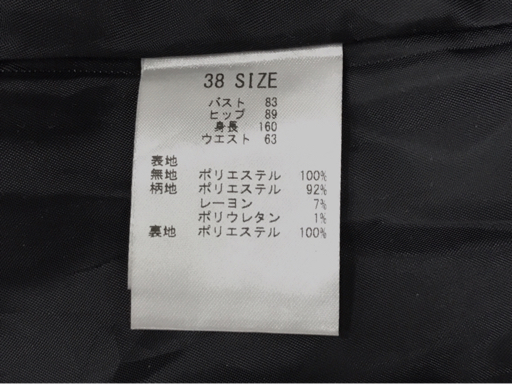 38 SIZE
バスト 83
ヒップ 89
身長 160
ウエスト 63
表地
無地 ポリエステル 100%
柄地 ポリエステル 92%
レーヨン 7%
ポリウレタン 1%
裏地 ポリエステル 100%